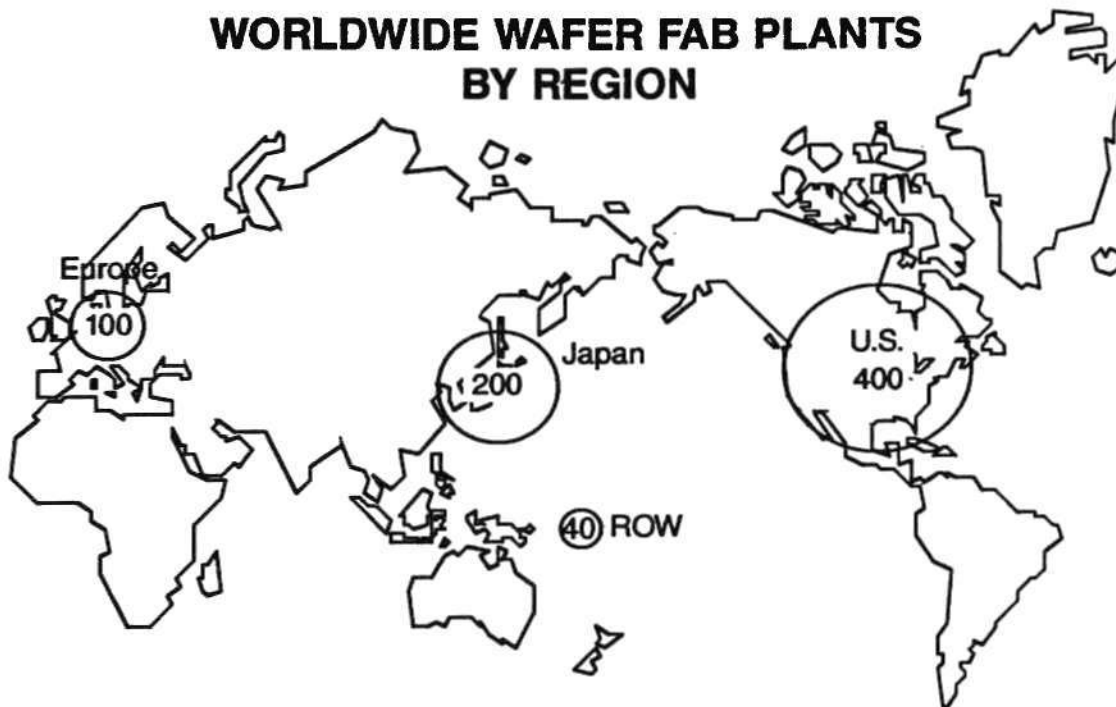 WORLDWIDE WAFER FAB PLANTS
BY REGION
Europe
100
Japan
200
U.S.
400
40 ROW